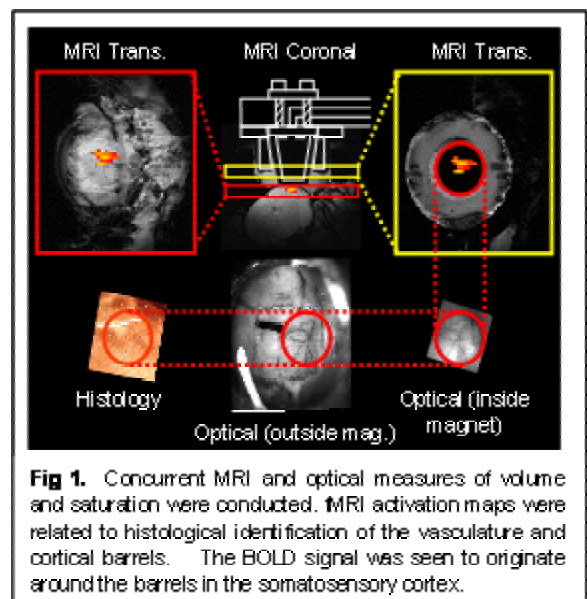 MRI Trans. MRI Coronal MRI Trans.
Histology
Optical (outside mag.)
Optical (inside
magnet)
Fig 1. Concurrent MRI and optical measures of volume
and saturation were conducted. fMRI activation maps were
related to histological identification of the vasculature and
cortical barrels. The BOLD signal was seen to originate
around the barrels in the somatosensory cortex.